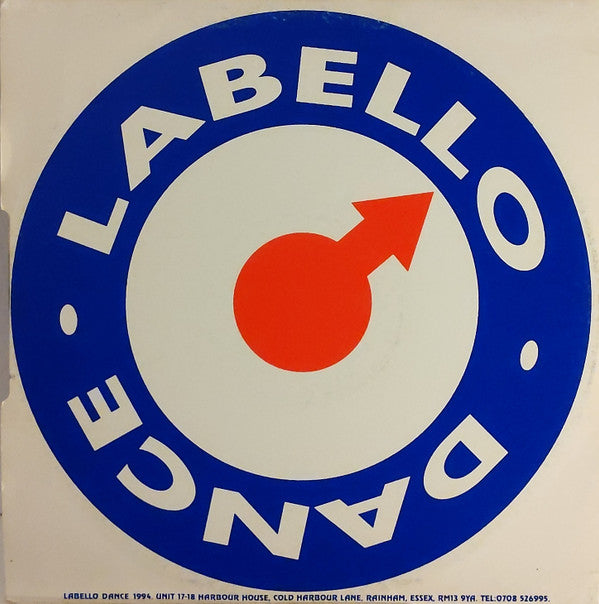 LABELLO
DANCE
LABELLO DANCE 1994. UNIT 17-18 HARBOUR HOUSE, COLD HARBOUR LANE, RAINHAM, ESSEX, RM13 9YA. TEL:0708 526995.